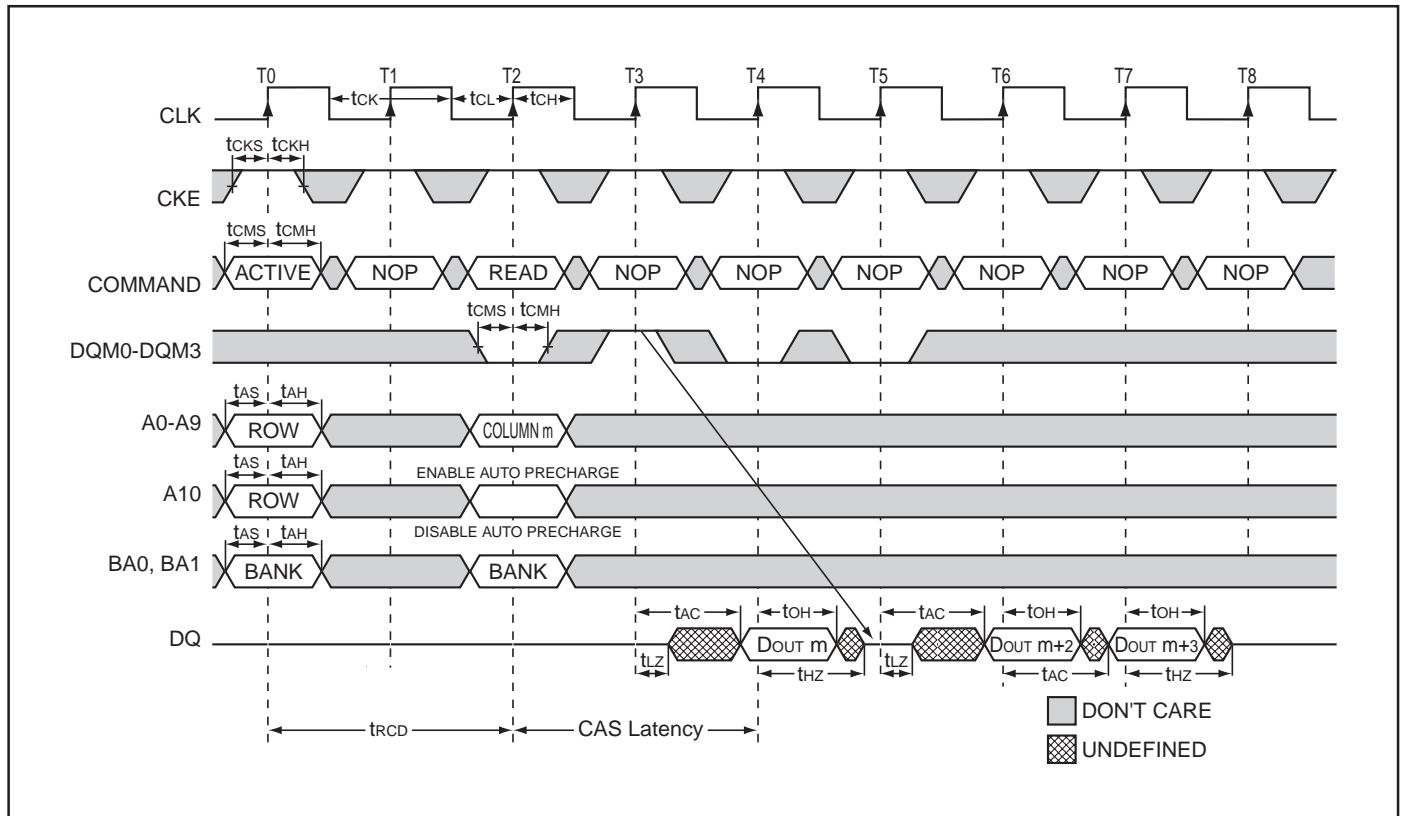 T0 T1 T2 T3 T4 T5 T6 T7 T8
CLK tCK tCL tCH
tCKS tCKH
CKE
tCMS tCMH
COMMAND ACTIVE NOP READ NOP NOP NOP NOP NOP NOP
tCMS tCMH
DQM0-DQM3
tAS tAH
A0-A9 ROW COLUMN m
tAS tAH ENABLE AUTO PRECHARGE
A10 ROW
tAS tAH DISABLE AUTO PRECHARGE
BA0, BA1 BANK BANK
tAC tOH tAC tOH tOH
DQ DOUT m DOUT m+2 DOUT m+3
tLZ tHZ tLZ tAC tHZ
tRCD CAS Latency
DON'T CARE
UNDEFINED